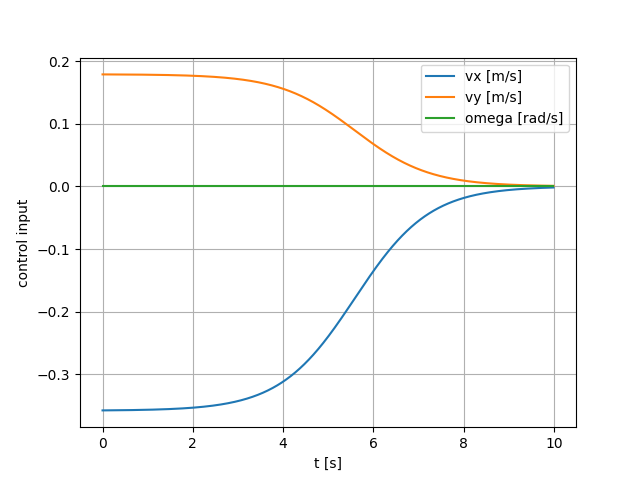 0.2
0.1
0.0
−0.1
−0.2
−0.3
control input
vx [m/s]
vy [m/s]
omega [rad/s]
0 2 4 6 8 10
t [s]